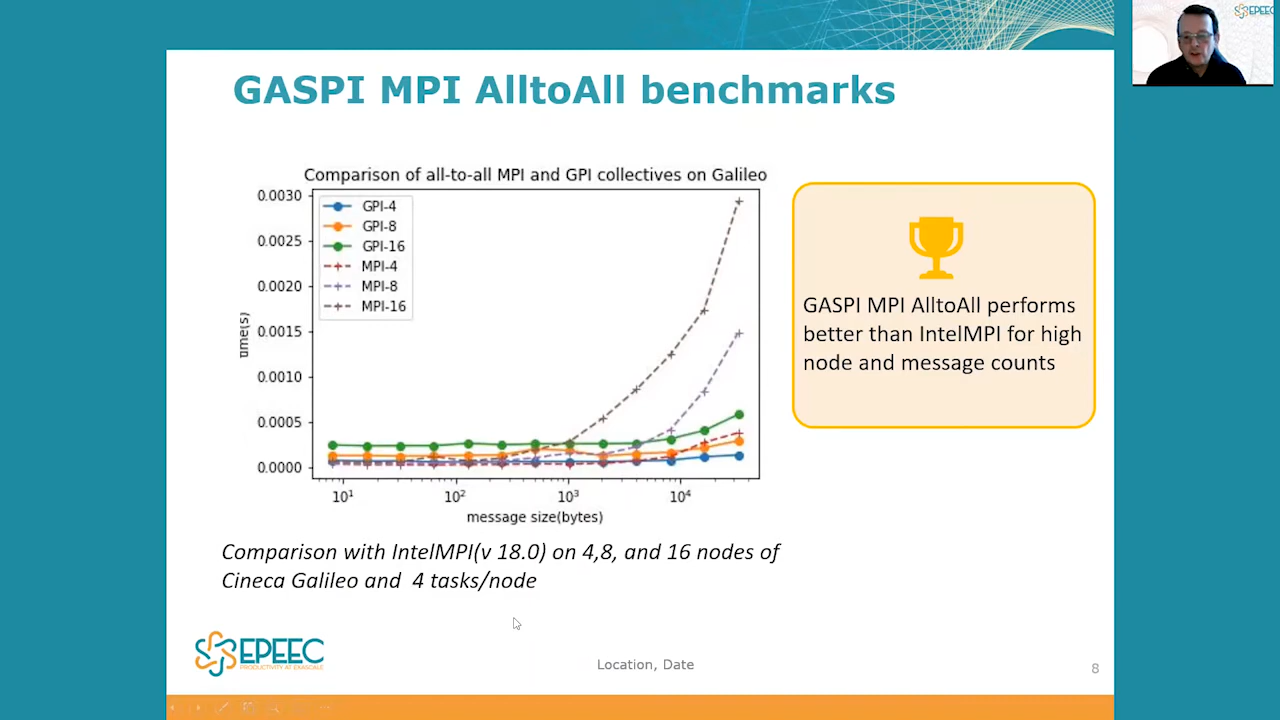 EPEEC
GASPI MPI AlltoAll benchmarks
Comparison of all-to-all MPI and GPI collectives on Galileo
0.0030
0.0025
0.0020
0.0015
0.0010
0.0005
0.0000
time(s)
GPI-4
GPI-8
GPI-16
MPI-4
MPI-8
MPI-16
10¹
10²
10³
10⁴
message size(bytes)
GASPI MPI AlltoAll performs
better than IntelMPI for high
node and message counts
Comparison with IntelMPI(v 18.0) on 4,8, and 16 nodes of
Cineca Galileo and 4 tasks/node
EPEEC
PRODUCTIVITY AT EXASCALE
Location, Date
8